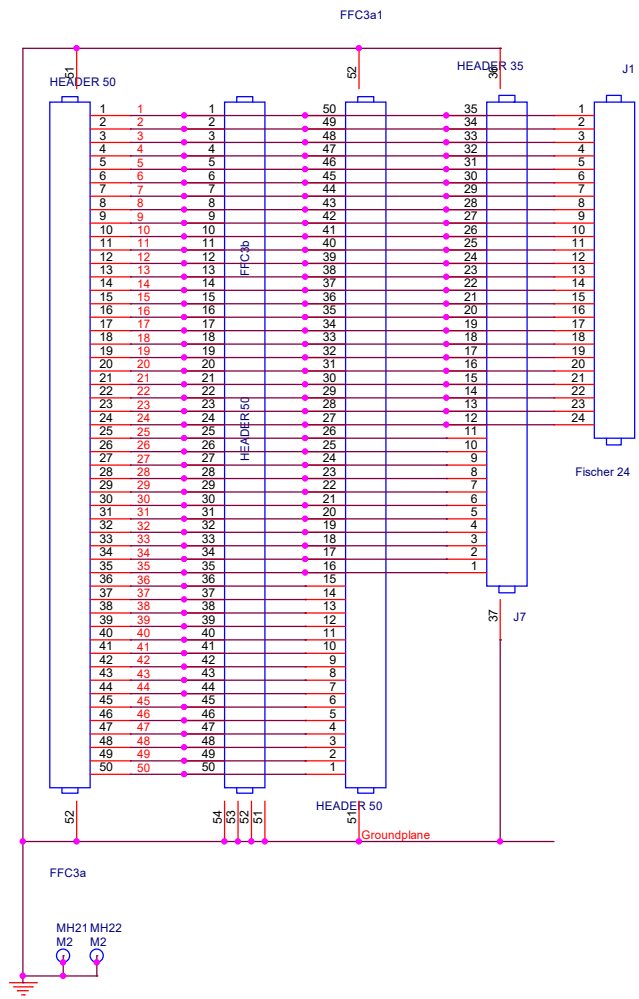 FFC3a1
51
52
36
HEADER 50
HEADER 35
J1
1 1 1 50 35 1
2 2 2 49 34 2
3 3 3 48 33 3
4 4 4 47 32 4
5 5 5 46 31 5
6 6 6 45 30 6
7 7 7 44 29 7
8 8 8 43 28 8
9 9 9 42 27 9
10 10 10 41 26 10
11 11 11 40 25 11
12 12 12 39 24 12
13 13 13 38 23 13
14 14 14 37 22 14
15 15 15 36 21 15
16 16 16 35 20 16
17 17 17 34 19 17
18 18 18 33 18 18
19 19 19 32 17 19
20 20 20 31 16 20
21 21 21 30 15 21
22 22 22 29 14 22
23 23 23 28 13 23
24 24 24 27 12 24
25 25 25 26 11
26 26 26 25 10
27 27 27 24 9
28 28 28 23 8
29 29 29 22 7
30 30 30 21 6
31 31 31 20 5
32 32 32 19 4
33 33 33 18 3
34 34 34 17 2
35 35 35 16 1
36 36 36 15
37 37 37 14
38 38 38 13
39 39 39 12
40 40 40 11
41 41 41 10
42 42 42 9
43 43 43 8
44 44 44 7
45 45 45 6
46 46 46 5
47 47 47 4
48 48 48 3
49 49 49 2
50 50 50 1
FFC3b
HEADER 50
Fischer 24
37
J7
HEADER 50
52
54
53
52
51
51
Groundplane
FFC3a
MH21 MH22
M2 M2